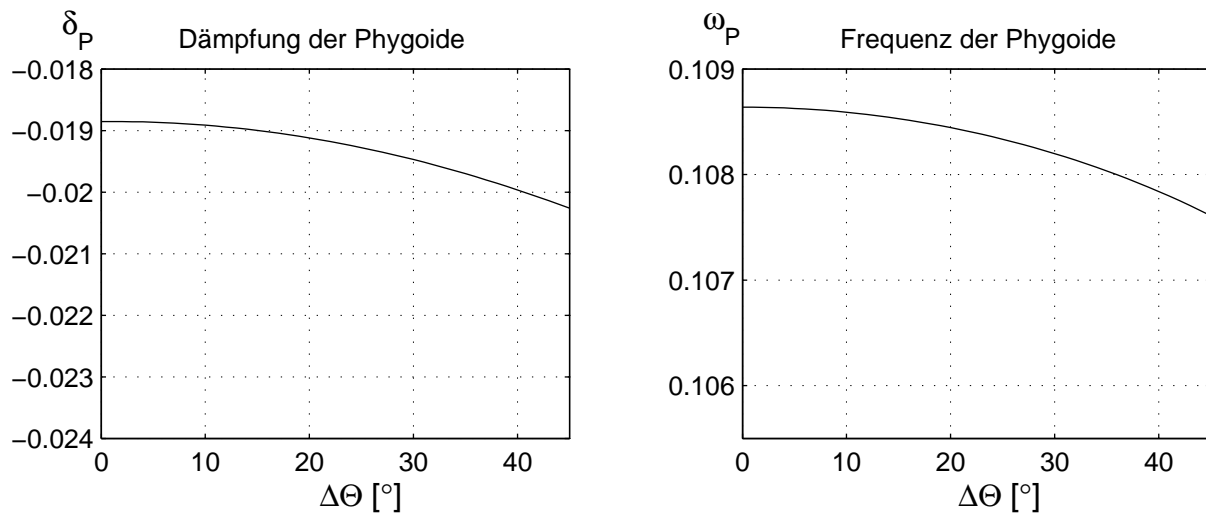 δP
Dämpfung der Phygoide
−0.018
−0.019
−0.02
−0.021
−0.022
−0.023
−0.024
0 10 20 30 40
ΔΘ [°]
ωP
Frequenz der Phygoide
0.109
0.108
0.107
0.106
0 10 20 30 40
ΔΘ [°]